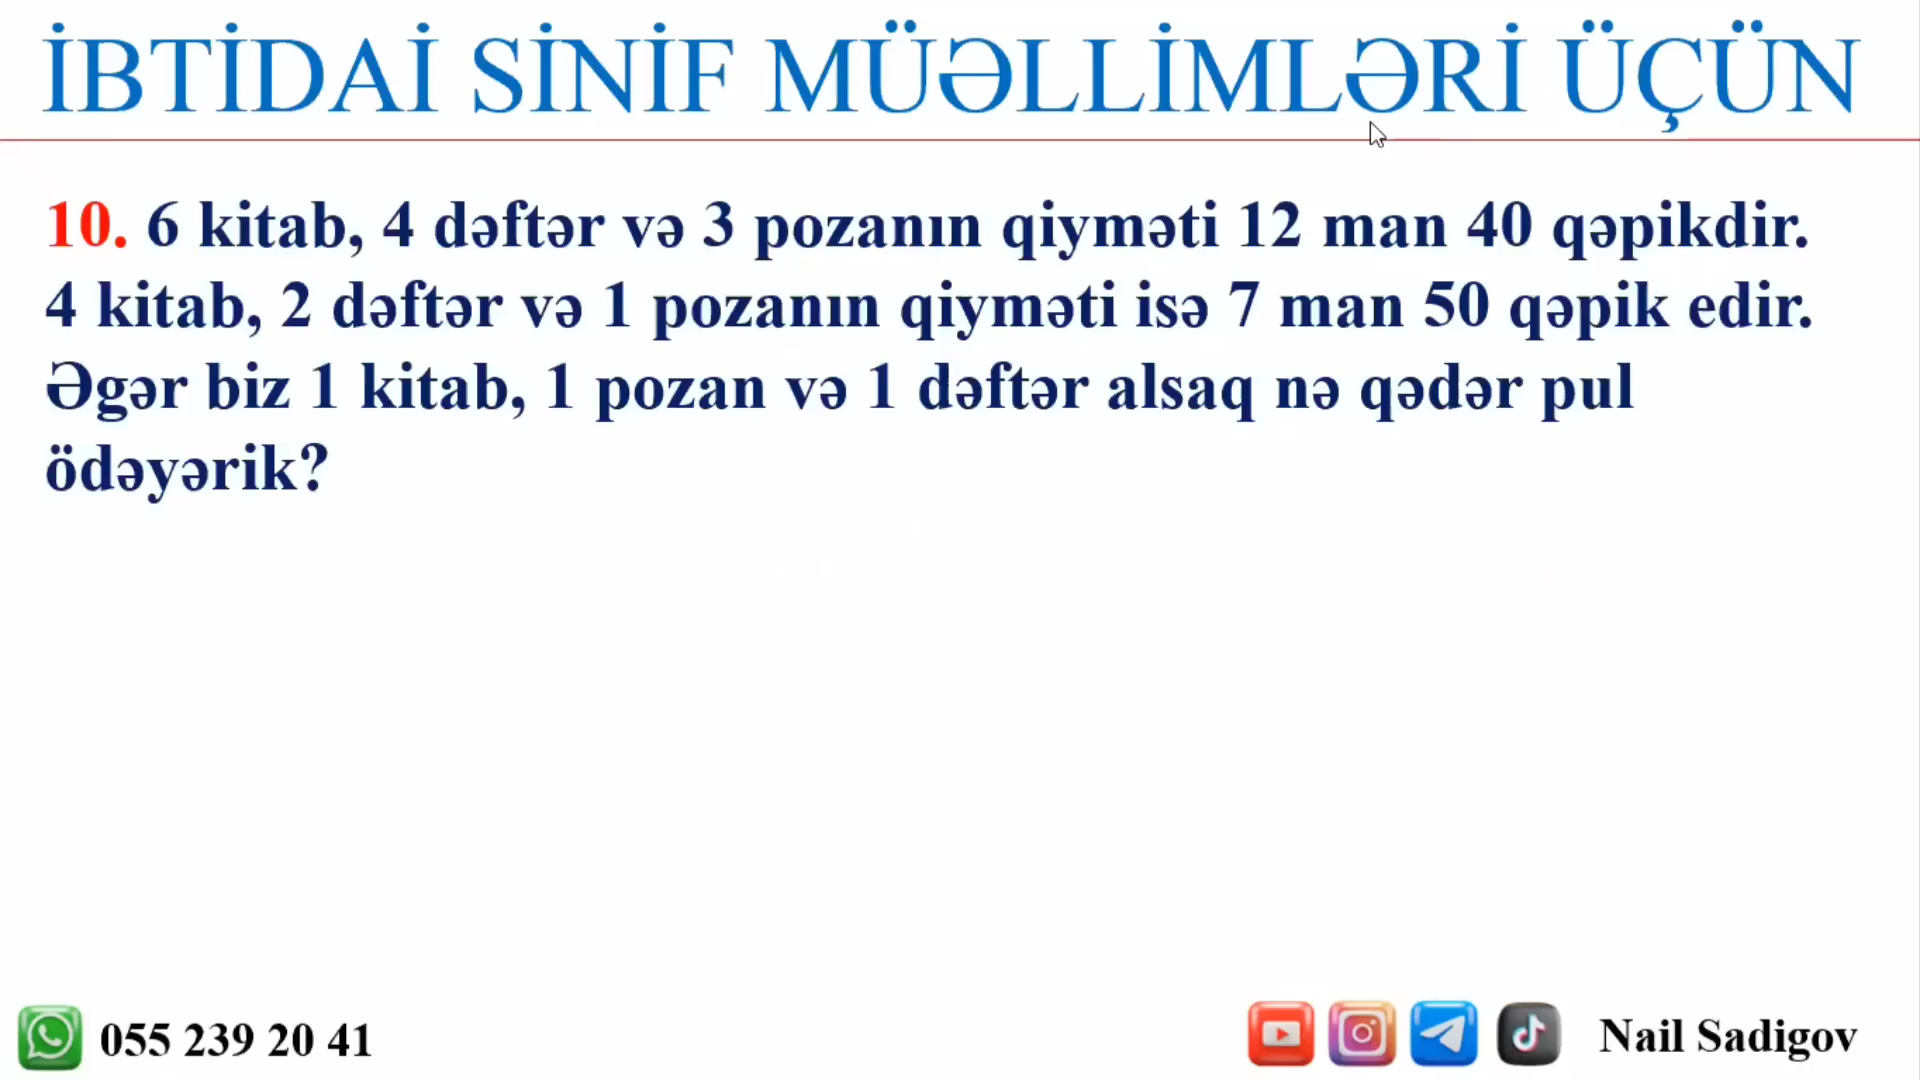 İBTİDAİ SİNİF MÜƏLLİMLƏRİ ÜÇÜN
10. 6 kitab, 4 dəftər və 3 pozanın qiyməti 12 man 40 qəpikdir.
4 kitab, 2 dəftər və 1 pozanın qiyməti isə 7 man 50 qəpik edir.
Əgər biz 1 kitab, 1 pozan və 1 dəftər alsaq nə qədər pul
ödəyərik?
055 239 20 41
Nail Sadigov